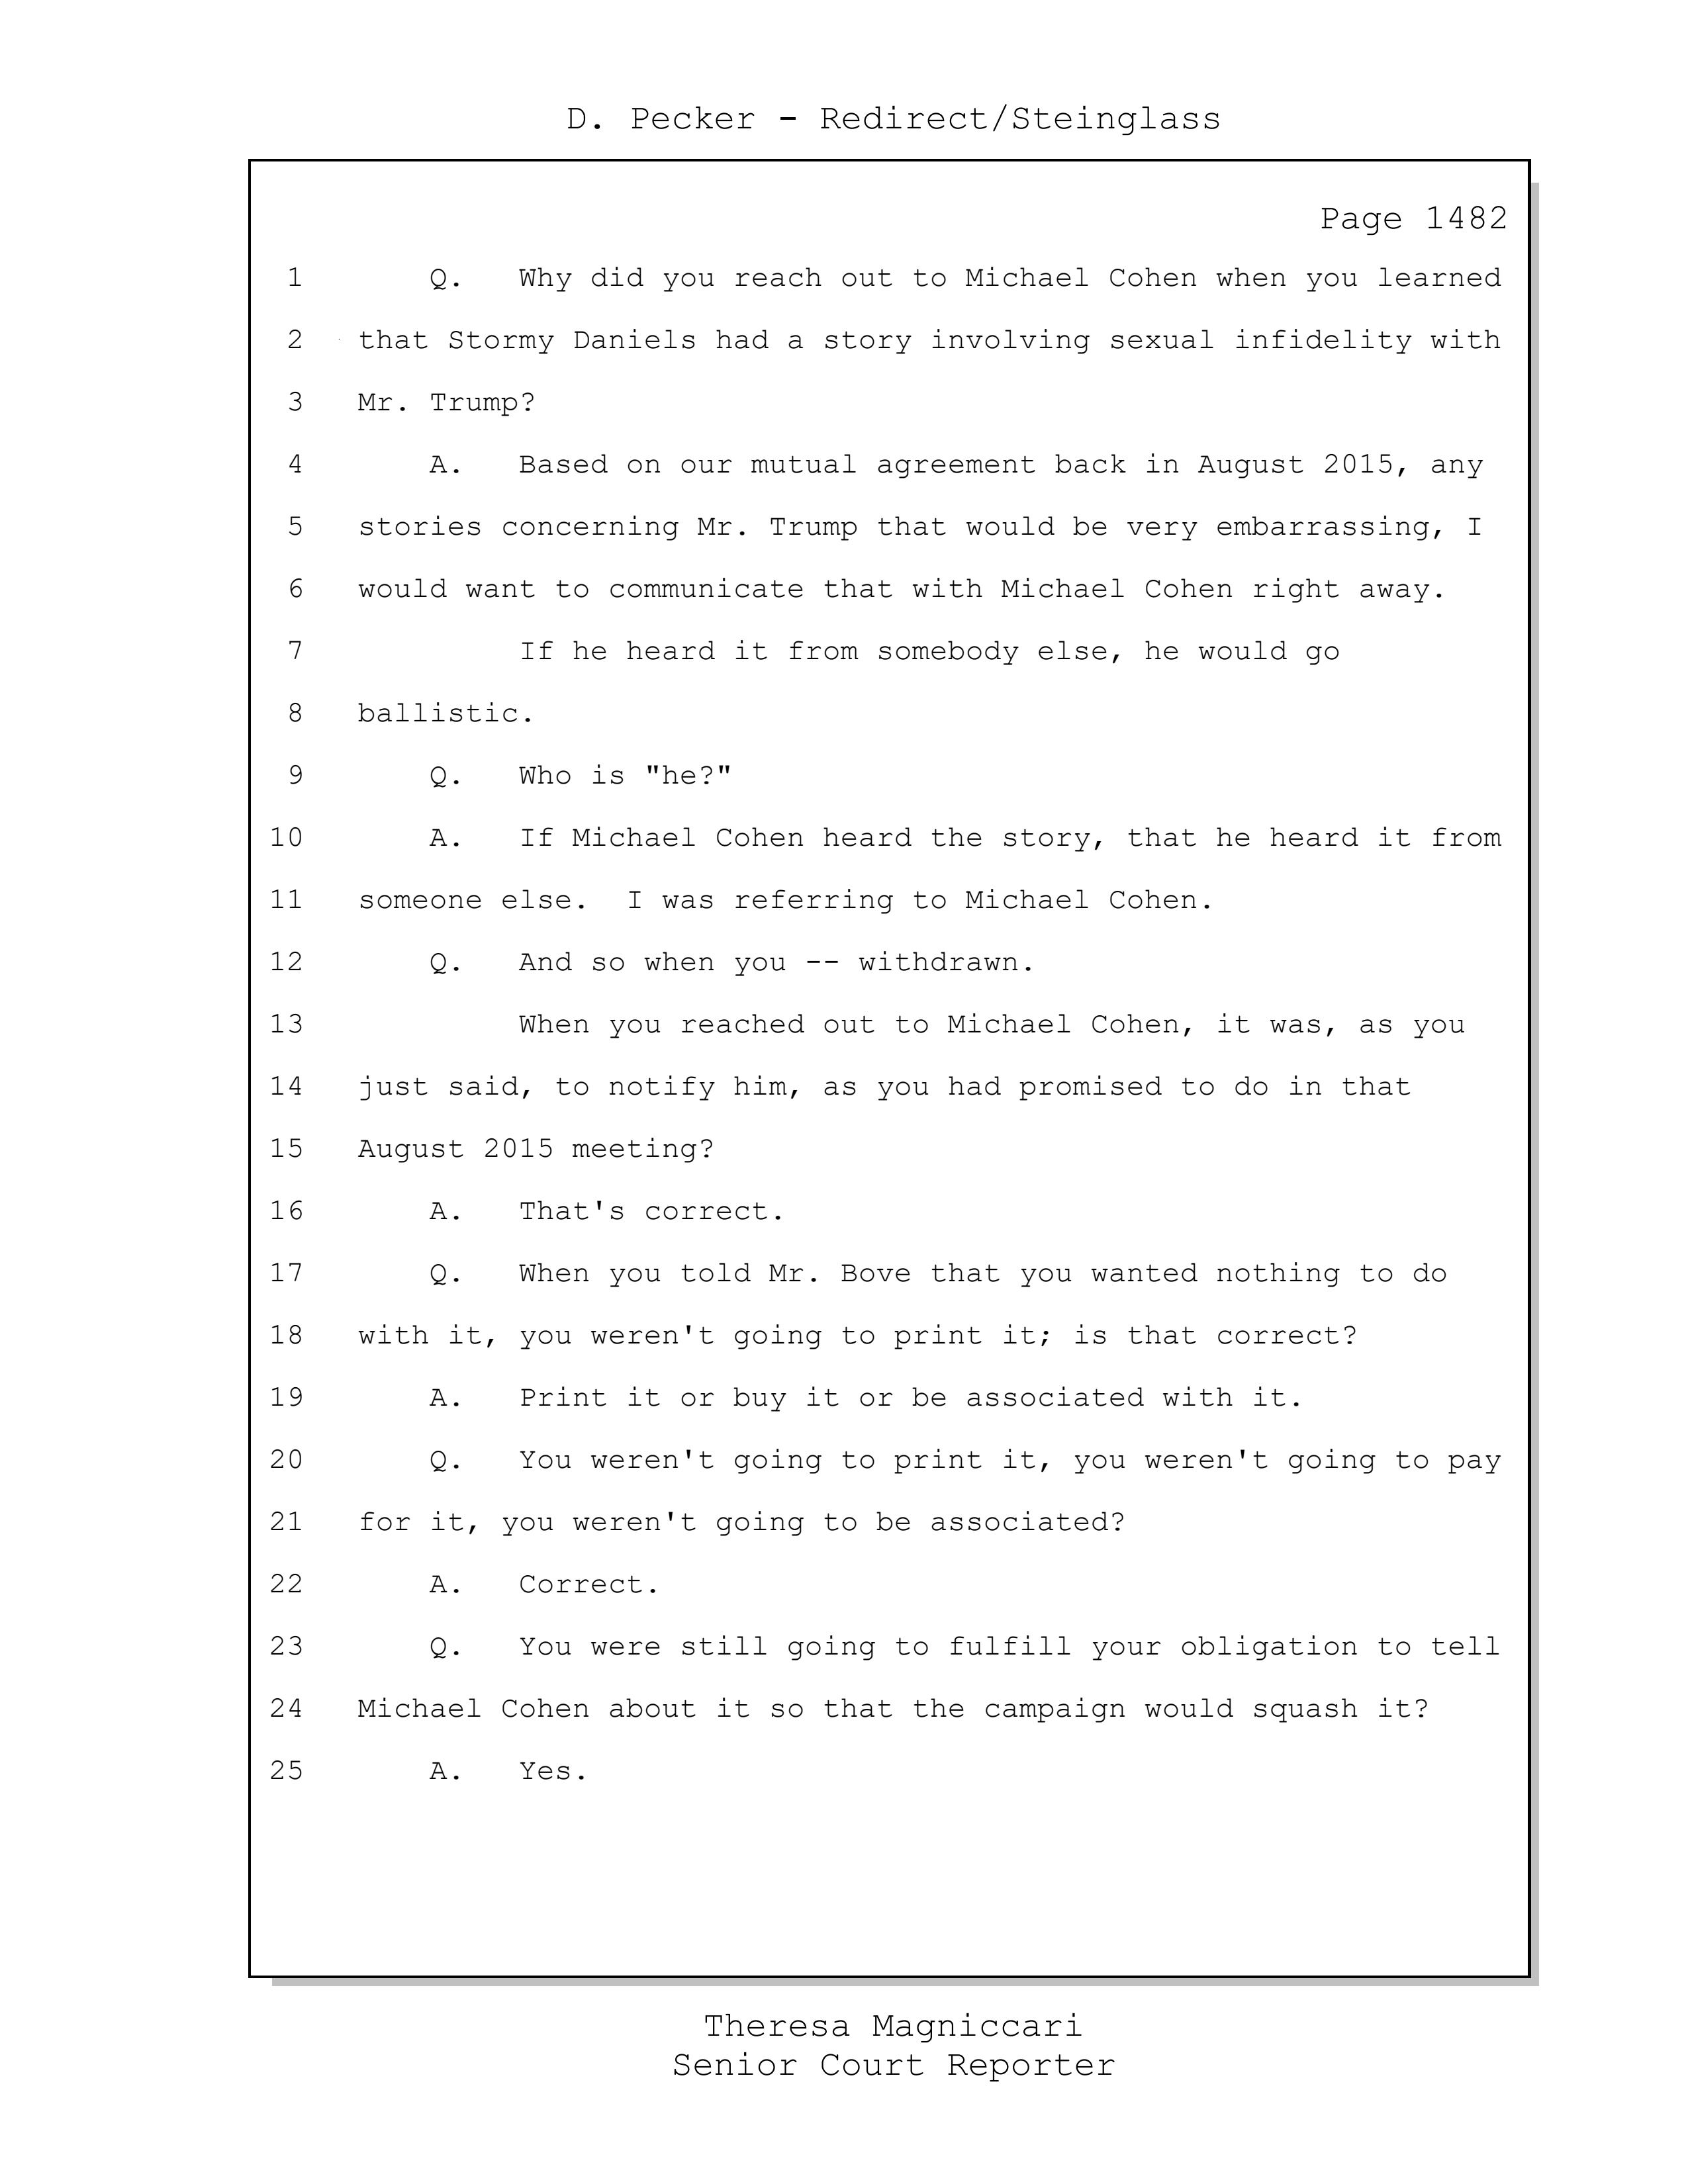 D. Pecker - Redirect/Steinglass
Page 1482
1 Q. Why did you reach out to Michael Cohen when you learned
2 that Stormy Daniels had a story involving sexual infidelity with
3 Mr. Trump?
4 A. Based on our mutual agreement back in August 2015, any
5 stories concerning Mr. Trump that would be very embarrassing, I
6 would want to communicate that with Michael Cohen right away.
7 If he heard it from somebody else, he would go
8 ballistic.
9 Q. Who is "he?"
10 A. If Michael Cohen heard the story, that he heard it from
11 someone else. I was referring to Michael Cohen.
12 Q. And so when you -- withdrawn.
13 When you reached out to Michael Cohen, it was, as you
14 just said, to notify him, as you had promised to do in that
15 August 2015 meeting?
16 A. That's correct.
17 Q. When you told Mr. Bove that you wanted nothing to do
18 with it, you weren't going to print it; is that correct?
19 A. Print it or buy it or be associated with it.
20 Q. You weren't going to print it, you weren't going to pay
21 for it, you weren't going to be associated?
22 A. Correct.
23 Q. You were still going to fulfill your obligation to tell
24 Michael Cohen about it so that the campaign would squash it?
25 A. Yes.
Theresa Magniccari
Senior Court Reporter